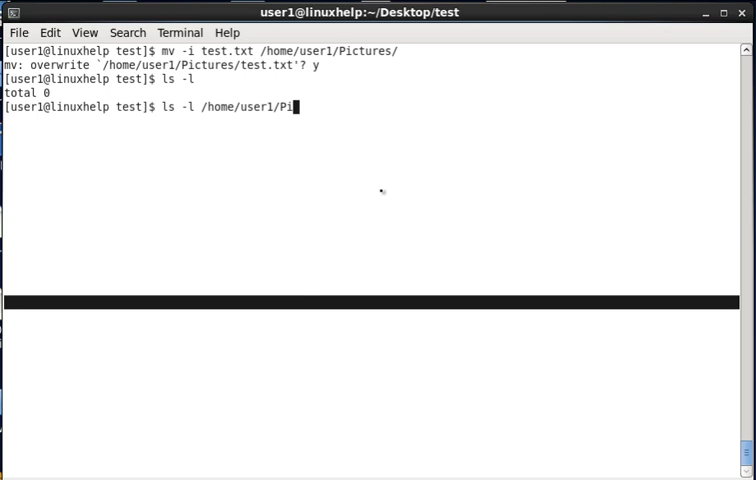 user1@linuxhelp:~/Desktop/test
File Edit View Search Terminal Help
[user1@linuxhelp test]$ mv -i test.txt /home/user1/Pictures/
mv: overwrite `/home/user1/Pictures/test.txt'? y
[user1@linuxhelp test]$ ls -l
total 0
[user1@linuxhelp test]$ ls -l /home/user1/Pi